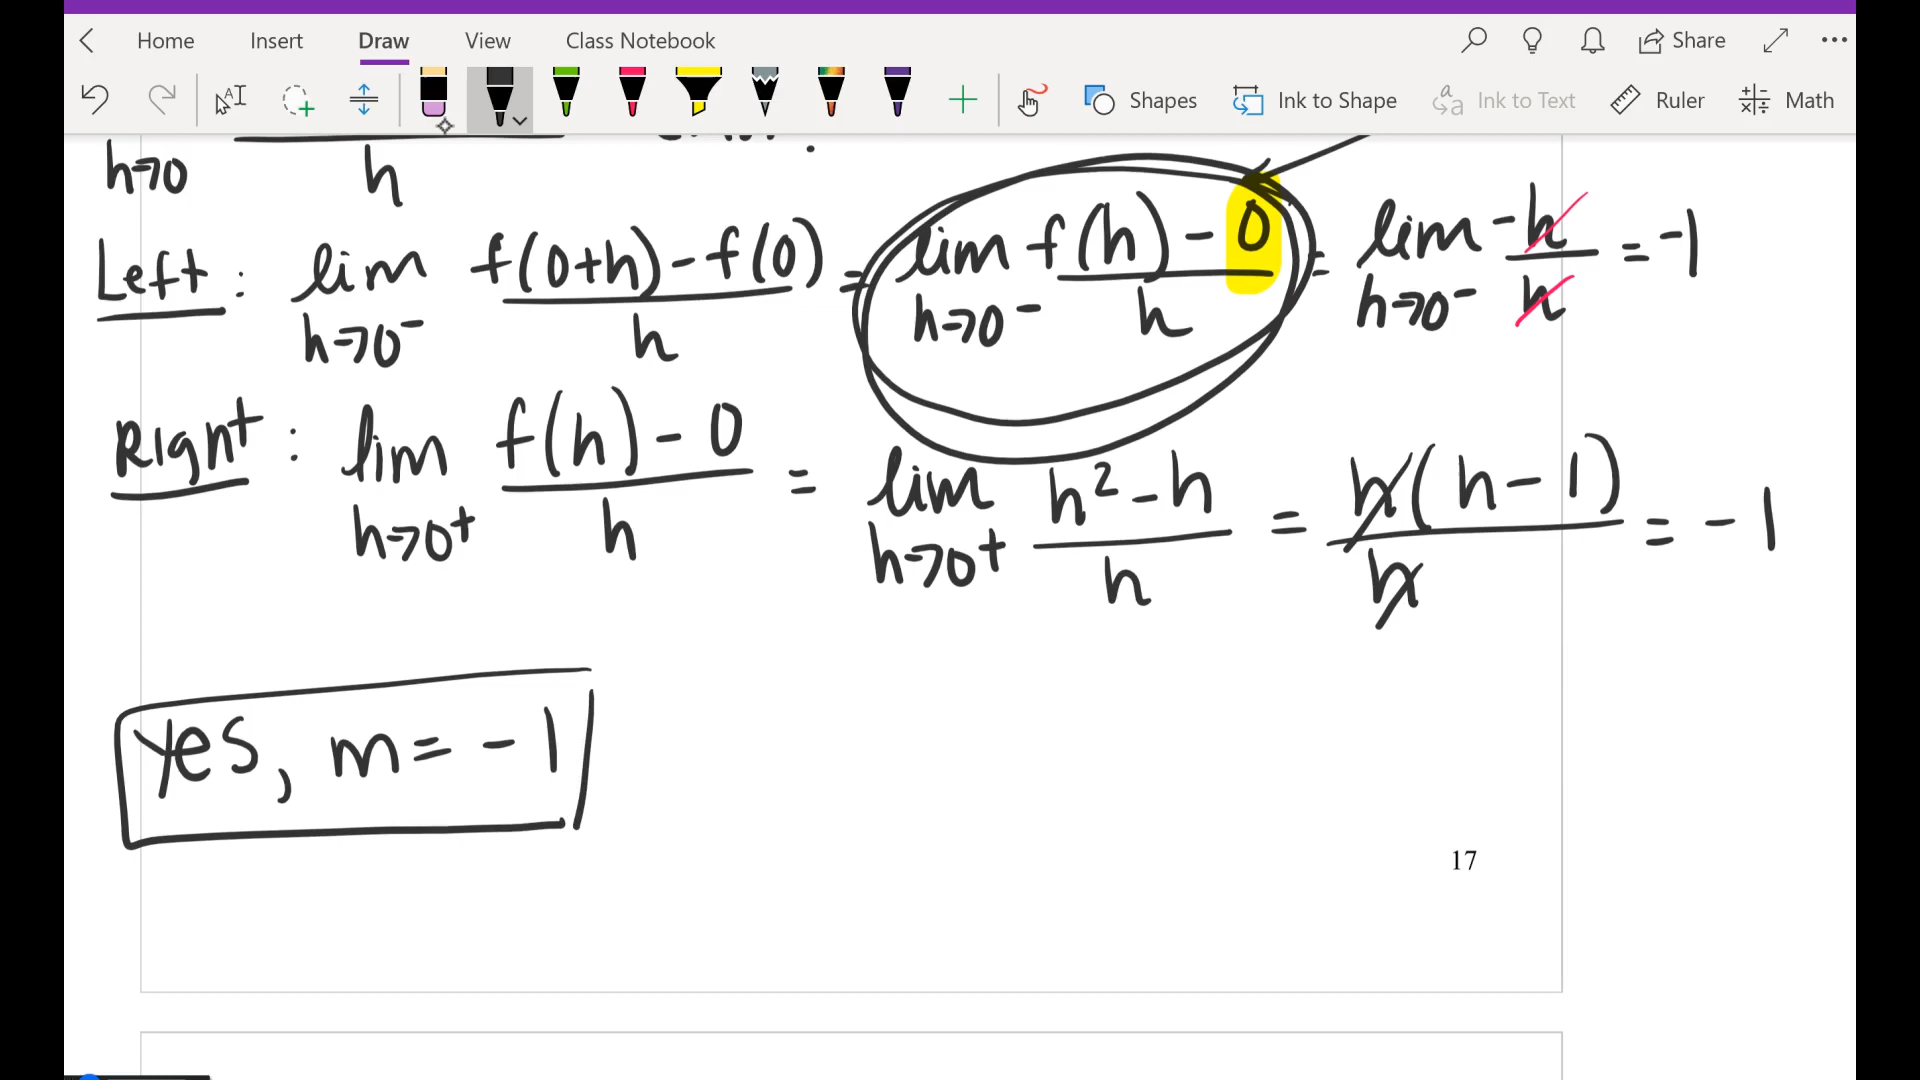 Home Insert Draw View Class Notebook Share
Shapes Ink to Shape Ink to Text Ruler Math
h→0 h
Left: lim h→0⁻ f(0+h)-f(0) / h = lim h→0⁻ f(h)-0 / h = lim h→0⁻ -h / h = -1
Right: lim h→0⁺ f(h)-0 / h = lim h→0⁺ h²-h / h = h(h-1) / h = -1
Yes, m = -1
17